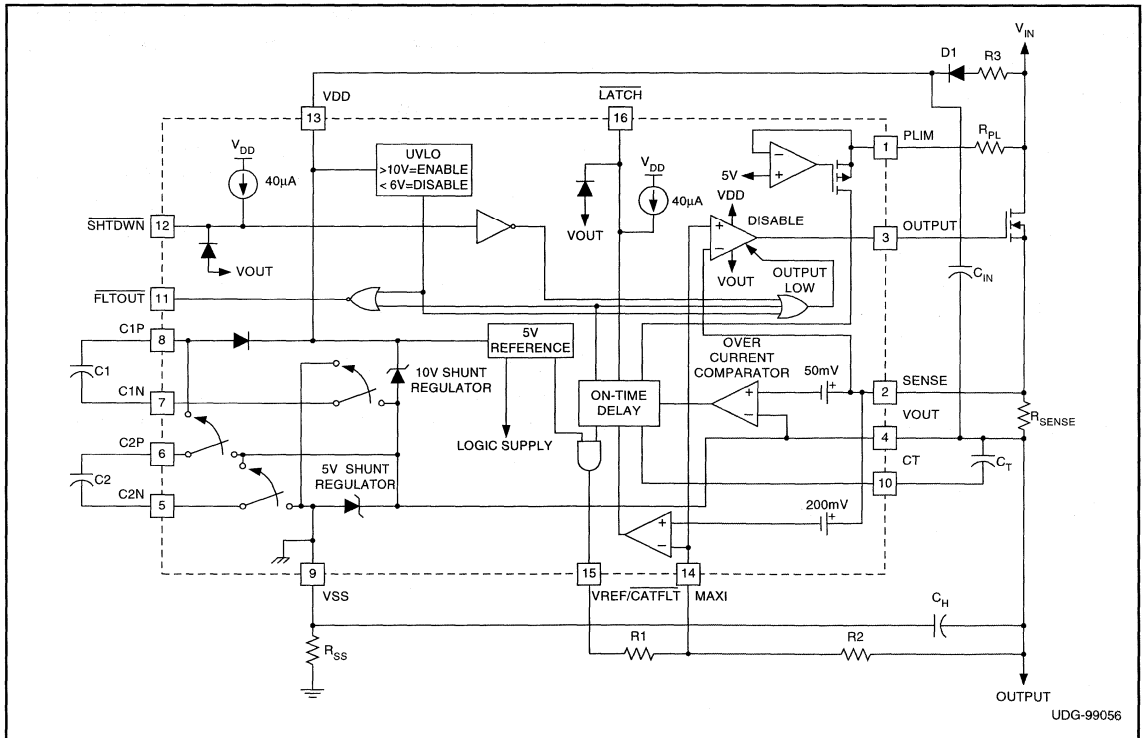 VIN
D1
R3
VDD
LATCH
13
16
PLIM
1
RPL
VDD
40µA
UVLO
>10V=ENABLE
< 6V=DISABLE
5V
VDD
40µA
VDD
DISABLE
SHTDWN
12
VOUT
VOUT
VOUT
3
OUTPUT
OUTPUT
LOW
CIN
FLTOUT
11
C1P
8
C1
C1N
7
10V SHUNT
REGULATOR
5V
REFERENCE
OVER
CURRENT
COMPARATOR
50mV
ON-TIME
DELAY
2
SENSE
VOUT
4
RSENSE
LOGIC SUPPLY
C2P
6
C2
C2N
5
5V SHUNT
REGULATOR
CT
10
CT
200mV
9
VSS
15
VREF/CATFLT
14
MAXI
CH
RSS
R1
R2
OUTPUT
UDG-99056